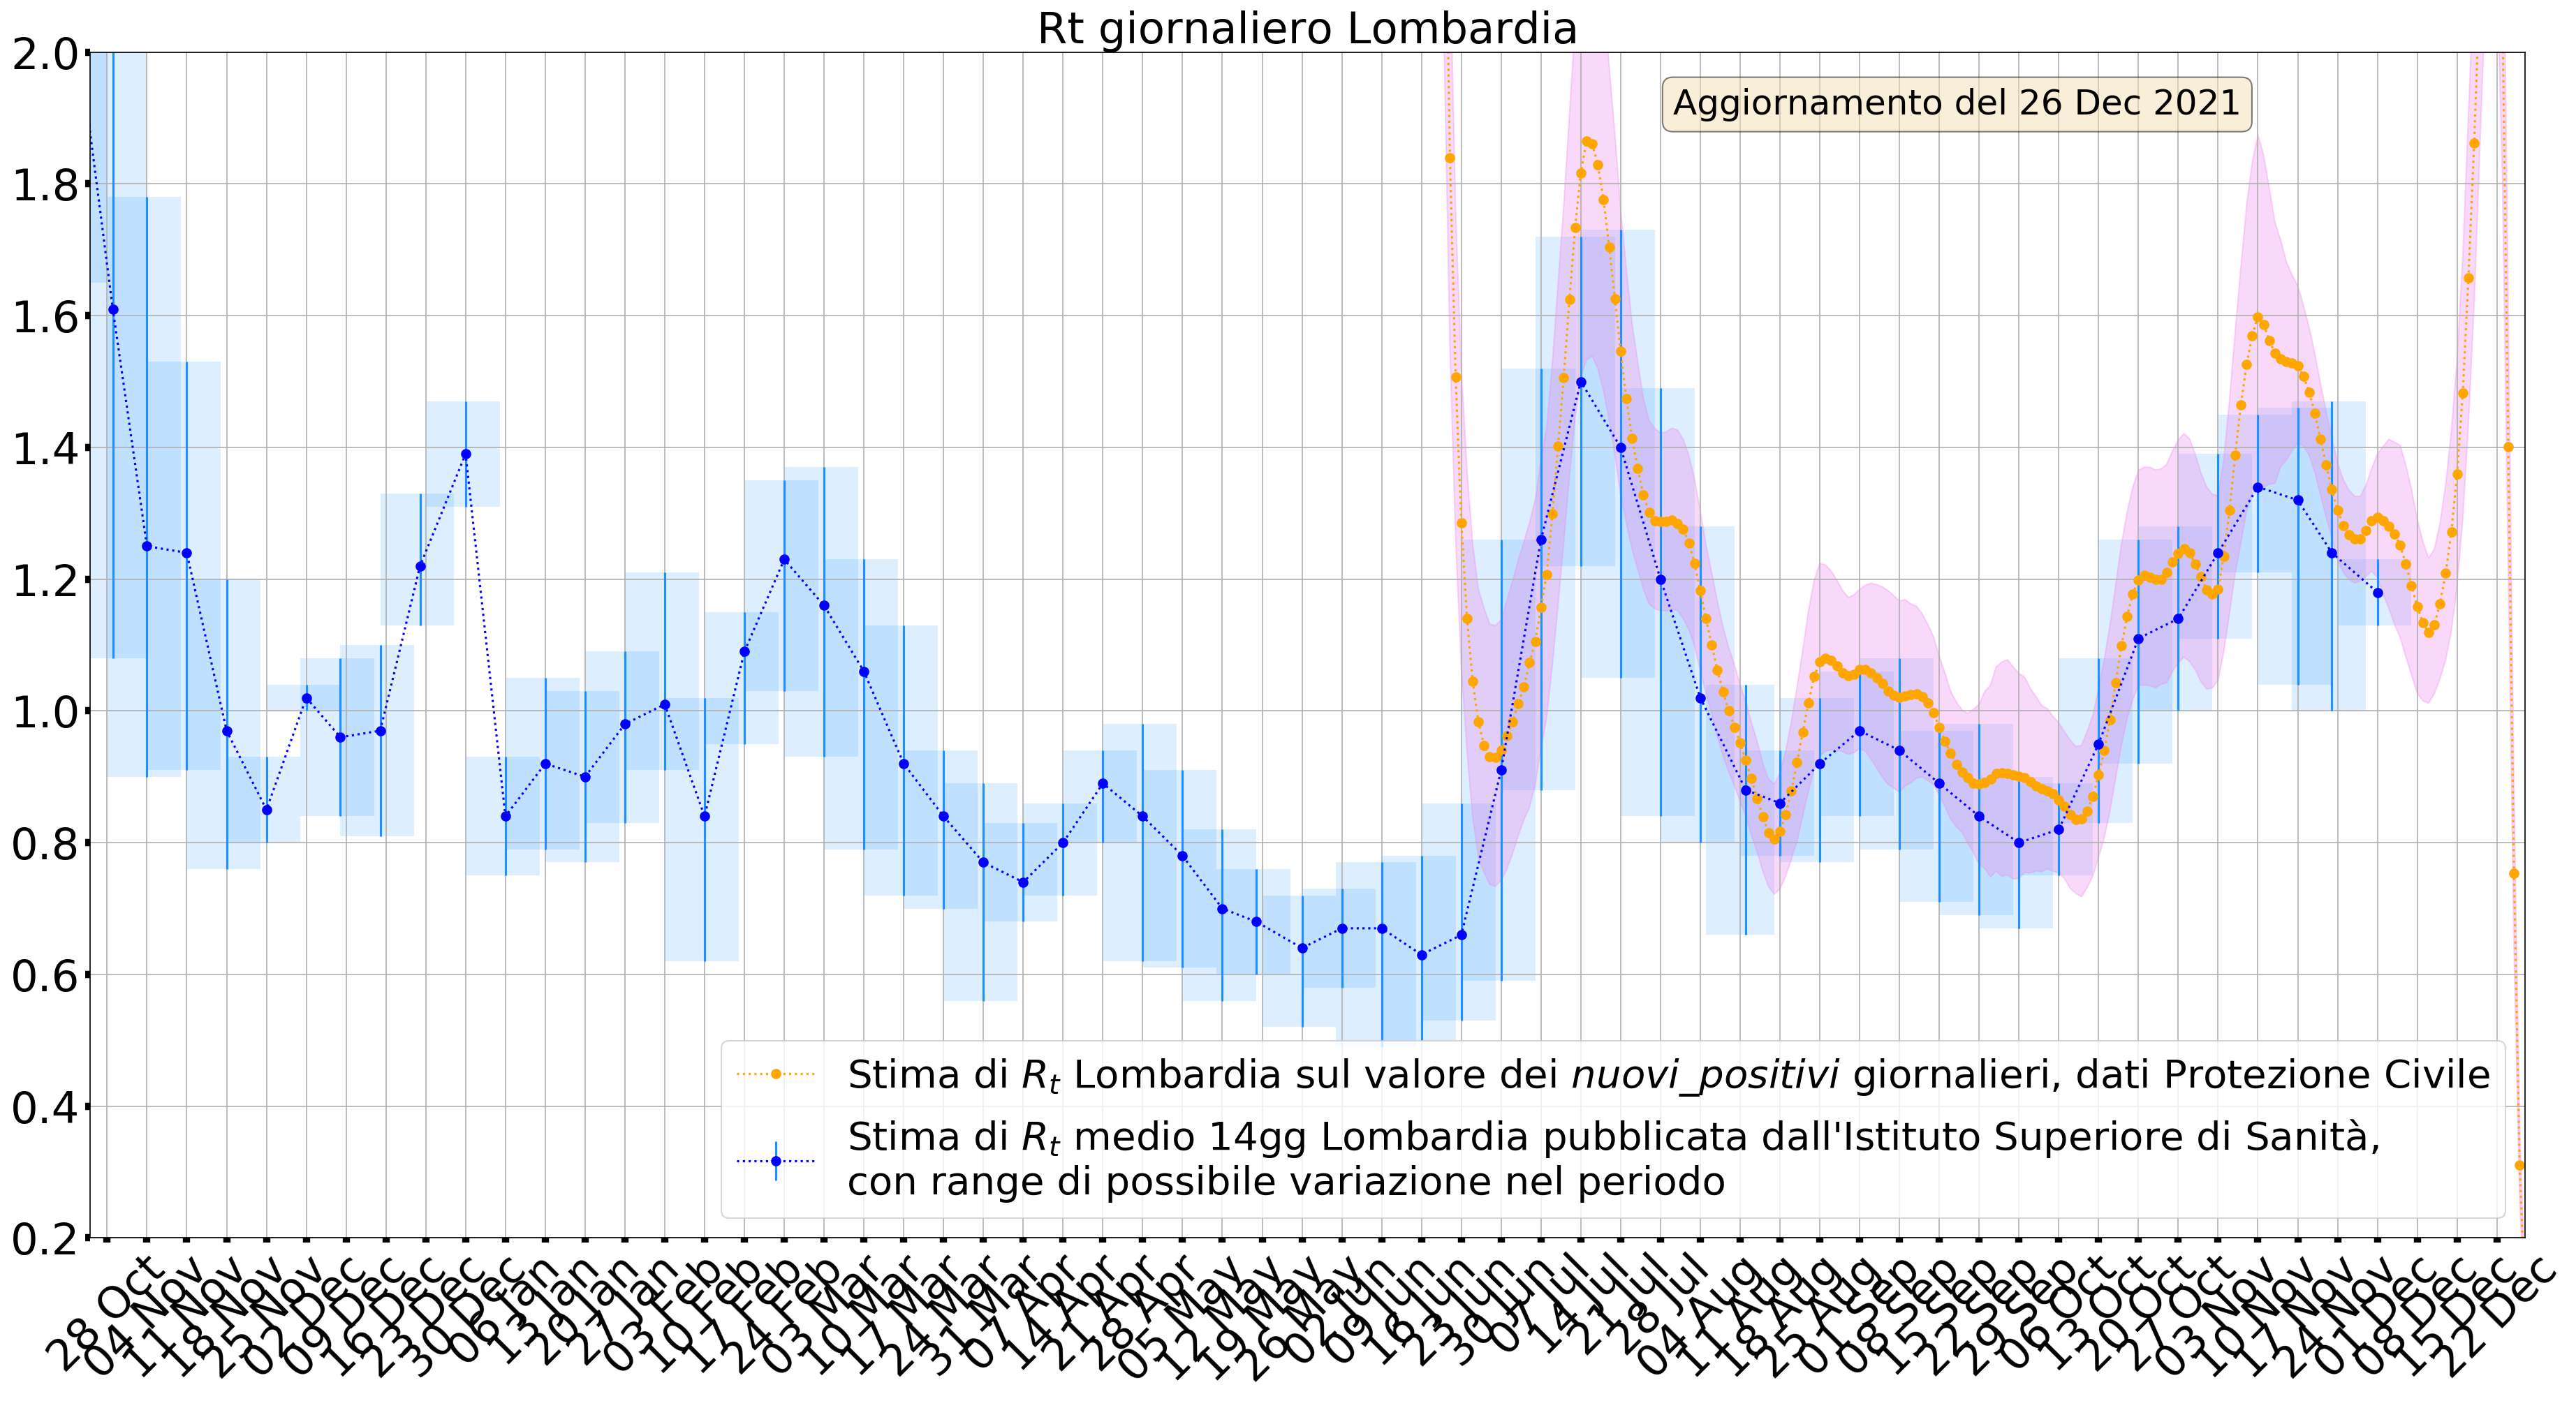 Rt giornaliero Lombardia
2.0
1.8
1.6
1.4
1.2
1.0
0.8
0.6
0.4
0.2
Aggiornamento del 26 Dec 2021
Stima di Rt Lombardia sul valore dei nuovi_positivi giornalieri, dati Protezione Civile
Stima di Rt medio 14gg Lombardia pubblicata dall'Istituto Superiore di Sanità,
con range di possibile variazione nel periodo
28 Oct
04 Nov
11 Nov
18 Nov
25 Nov
02 Dec
09 Dec
16 Dec
23 Dec
30 Dec
06 Jan
13 Jan
20 Jan
27 Jan
03 Feb
10 Feb
17 Feb
24 Feb
03 Mar
10 Mar
17 Mar
24 Mar
31 Mar
07 Apr
14 Apr
21 Apr
28 Apr
05 May
12 May
19 May
26 May
02 Jun
09 Jun
16 Jun
23 Jun
30 Jun
07 Jul
14 Jul
21 Jul
28 Jul
04 Aug
11 Aug
18 Aug
25 Aug
01 Sep
08 Sep
15 Sep
22 Sep
29 Sep
06 Oct
13 Oct
20 Oct
27 Oct
03 Nov
10 Nov
17 Nov
24 Nov
01 Dec
08 Dec
15 Dec
22 Dec